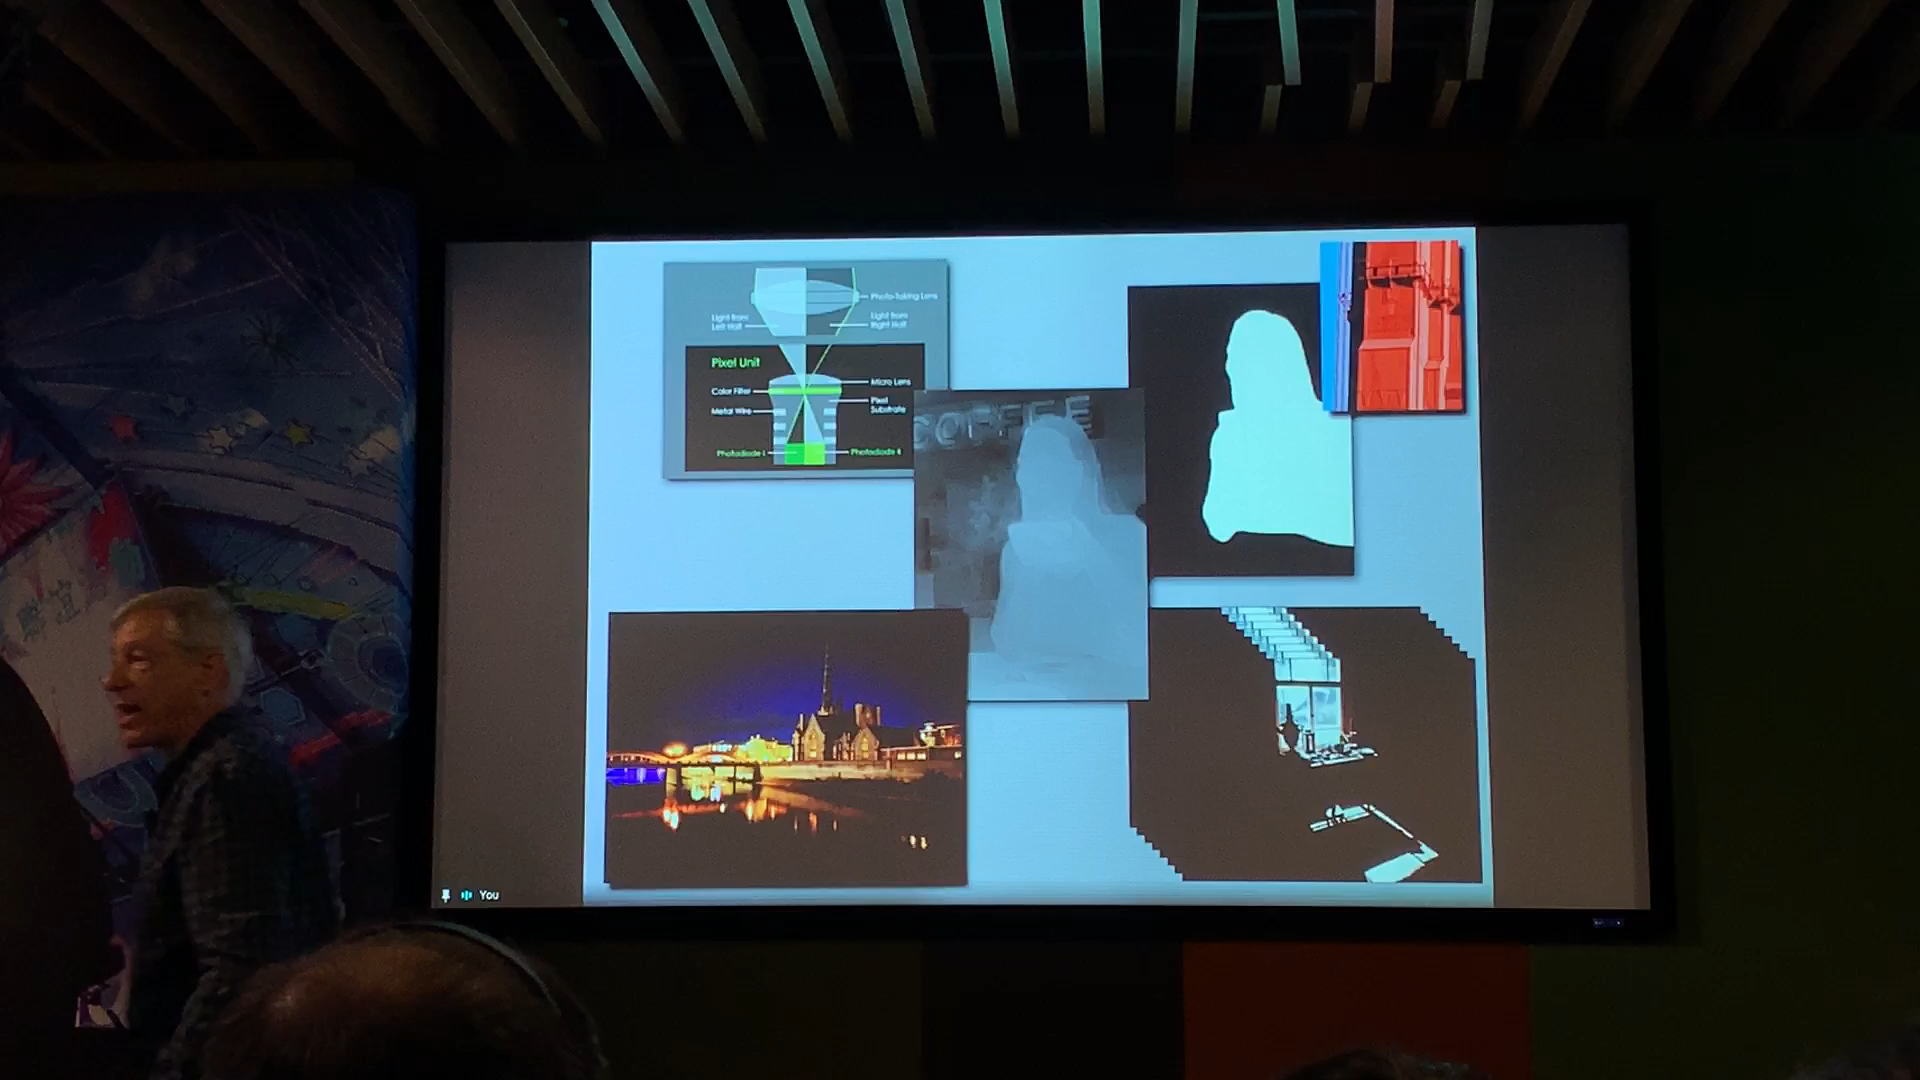 Photo-Taking Lens
Light from
Left Half
Light from
Right Half
Pixel Unit
Color Filter
Micro Lens
Metal Wire
Pixel
Substrate
Photodiode L
Photodiode R
COFFEE
You